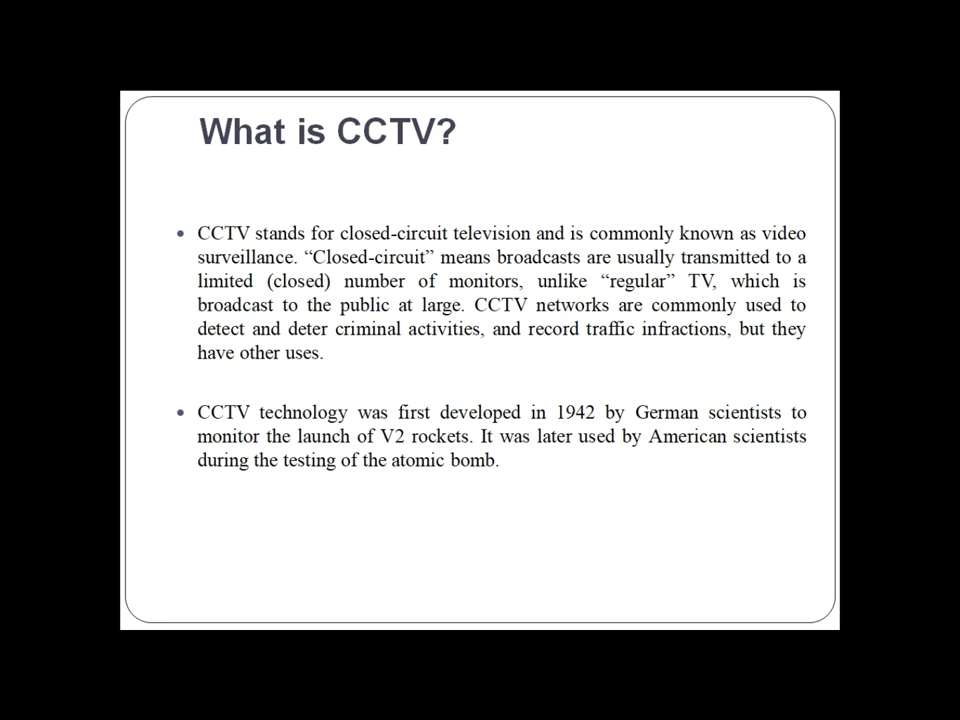 What is CCTV?
• CCTV stands for closed-circuit television and is commonly known as video
surveillance. “Closed-circuit” means broadcasts are usually transmitted to a
limited (closed) number of monitors, unlike “regular” TV, which is
broadcast to the public at large. CCTV networks are commonly used to
detect and deter criminal activities, and record traffic infractions, but they
have other uses.
• CCTV technology was first developed in 1942 by German scientists to
monitor the launch of V2 rockets. It was later used by American scientists
during the testing of the atomic bomb.